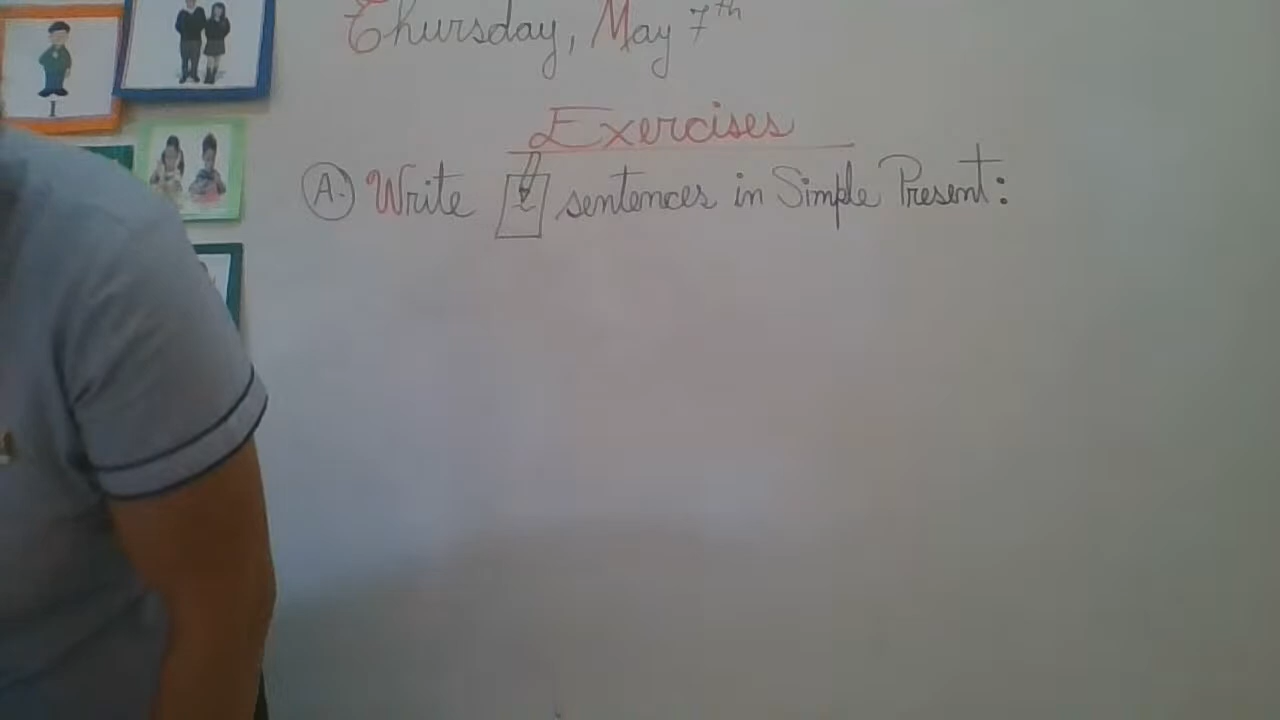 Thursday, May 7th
I
Exercises
A. Write sentences in Simple Present: